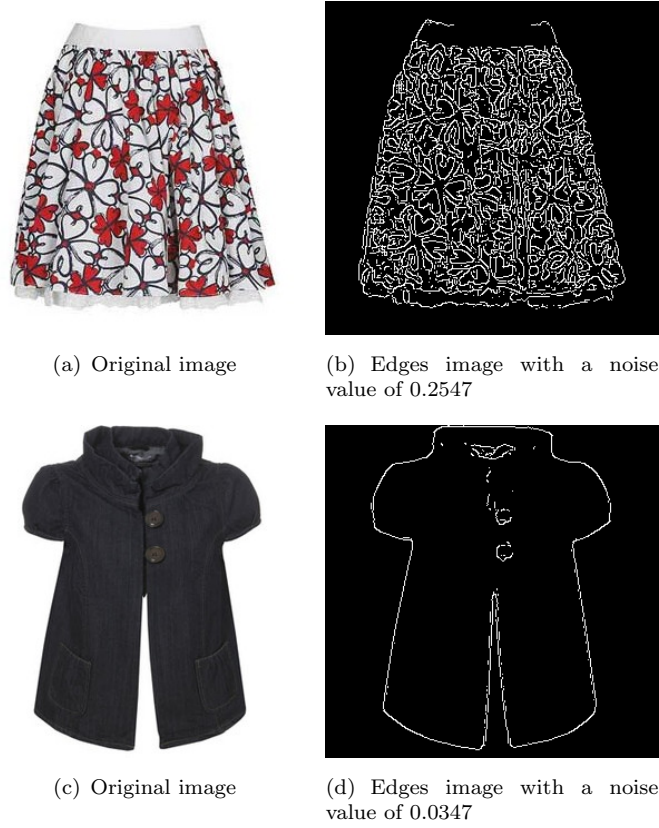 (a) Original image
(b) Edges image with a noise
value of 0.2547
(c) Original image
(d) Edges image with a noise
value of 0.0347